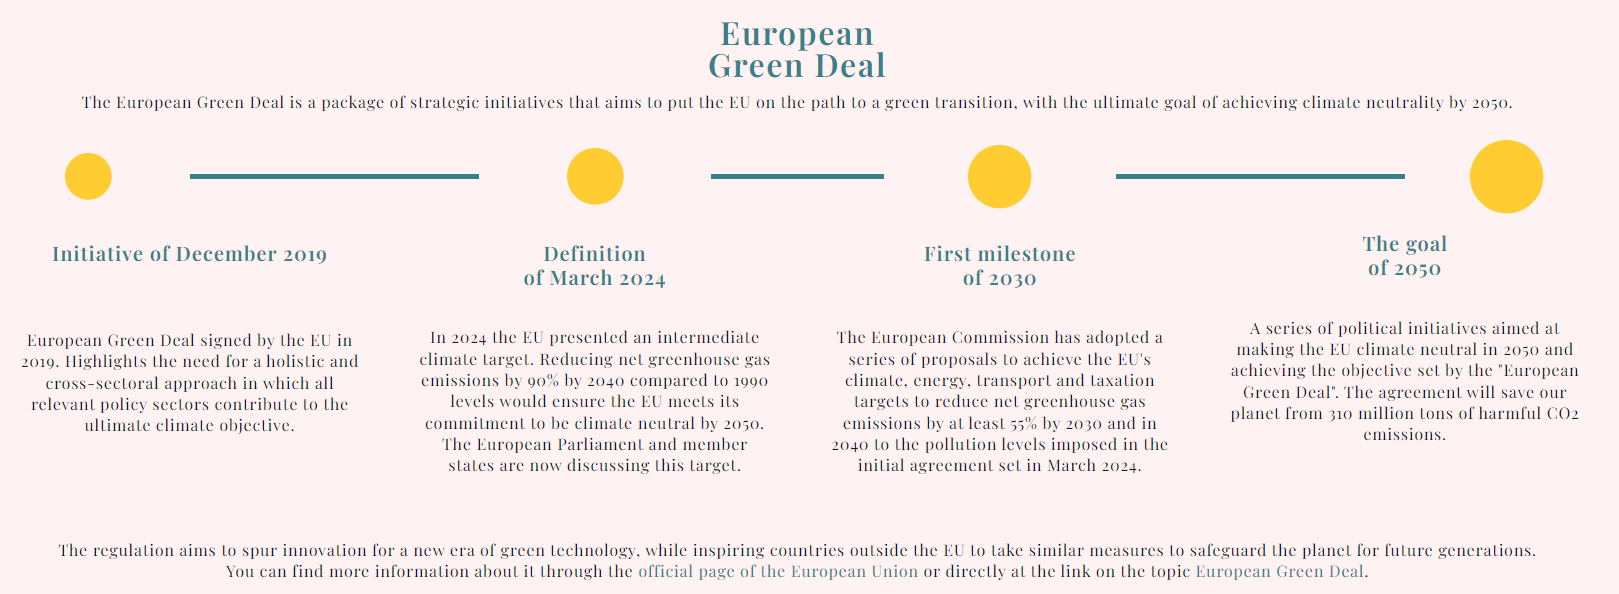 European
Green Deal
The European Green Deal is a package of strategic initiatives that aims to put the EU on the path to a green transition, with the ultimate goal of achieving climate neutrality by 2050.
Initiative of December 2019
European Green Deal signed by the EU in
2019. Highlights the need for a holistic and
cross-sectoral approach in which all
relevant policy sectors contribute to the
ultimate climate objective.
Definition
of March 2024
In 2024 the EU presented an intermediate
climate target. Reducing net greenhouse gas
emissions by 90% by 2040 compared to 1990
levels would ensure the EU meets its
commitment to be climate neutral by 2050.
The European Parliament and member
states are now discussing this target.
First milestone
of 2030
The European Commission has adopted a
series of proposals to achieve the EU's
climate, energy, transport and taxation
targets to reduce net greenhouse gas
emissions by at least 55% by 2030 and in
2040 to the pollution levels imposed in the
initial agreement set in March 2024.
The goal
of 2050
A series of political initiatives aimed at
making the EU climate neutral in 2050 and
achieving the objective set by the "European
Green Deal". The agreement will save our
planet from 310 million tons of harmful CO2
emissions.
The regulation aims to spur innovation for a new era of green technology, while inspiring countries outside the EU to take similar measures to safeguard the planet for future generations.
You can find more information about it through the official page of the European Union or directly at the link on the topic European Green Deal.